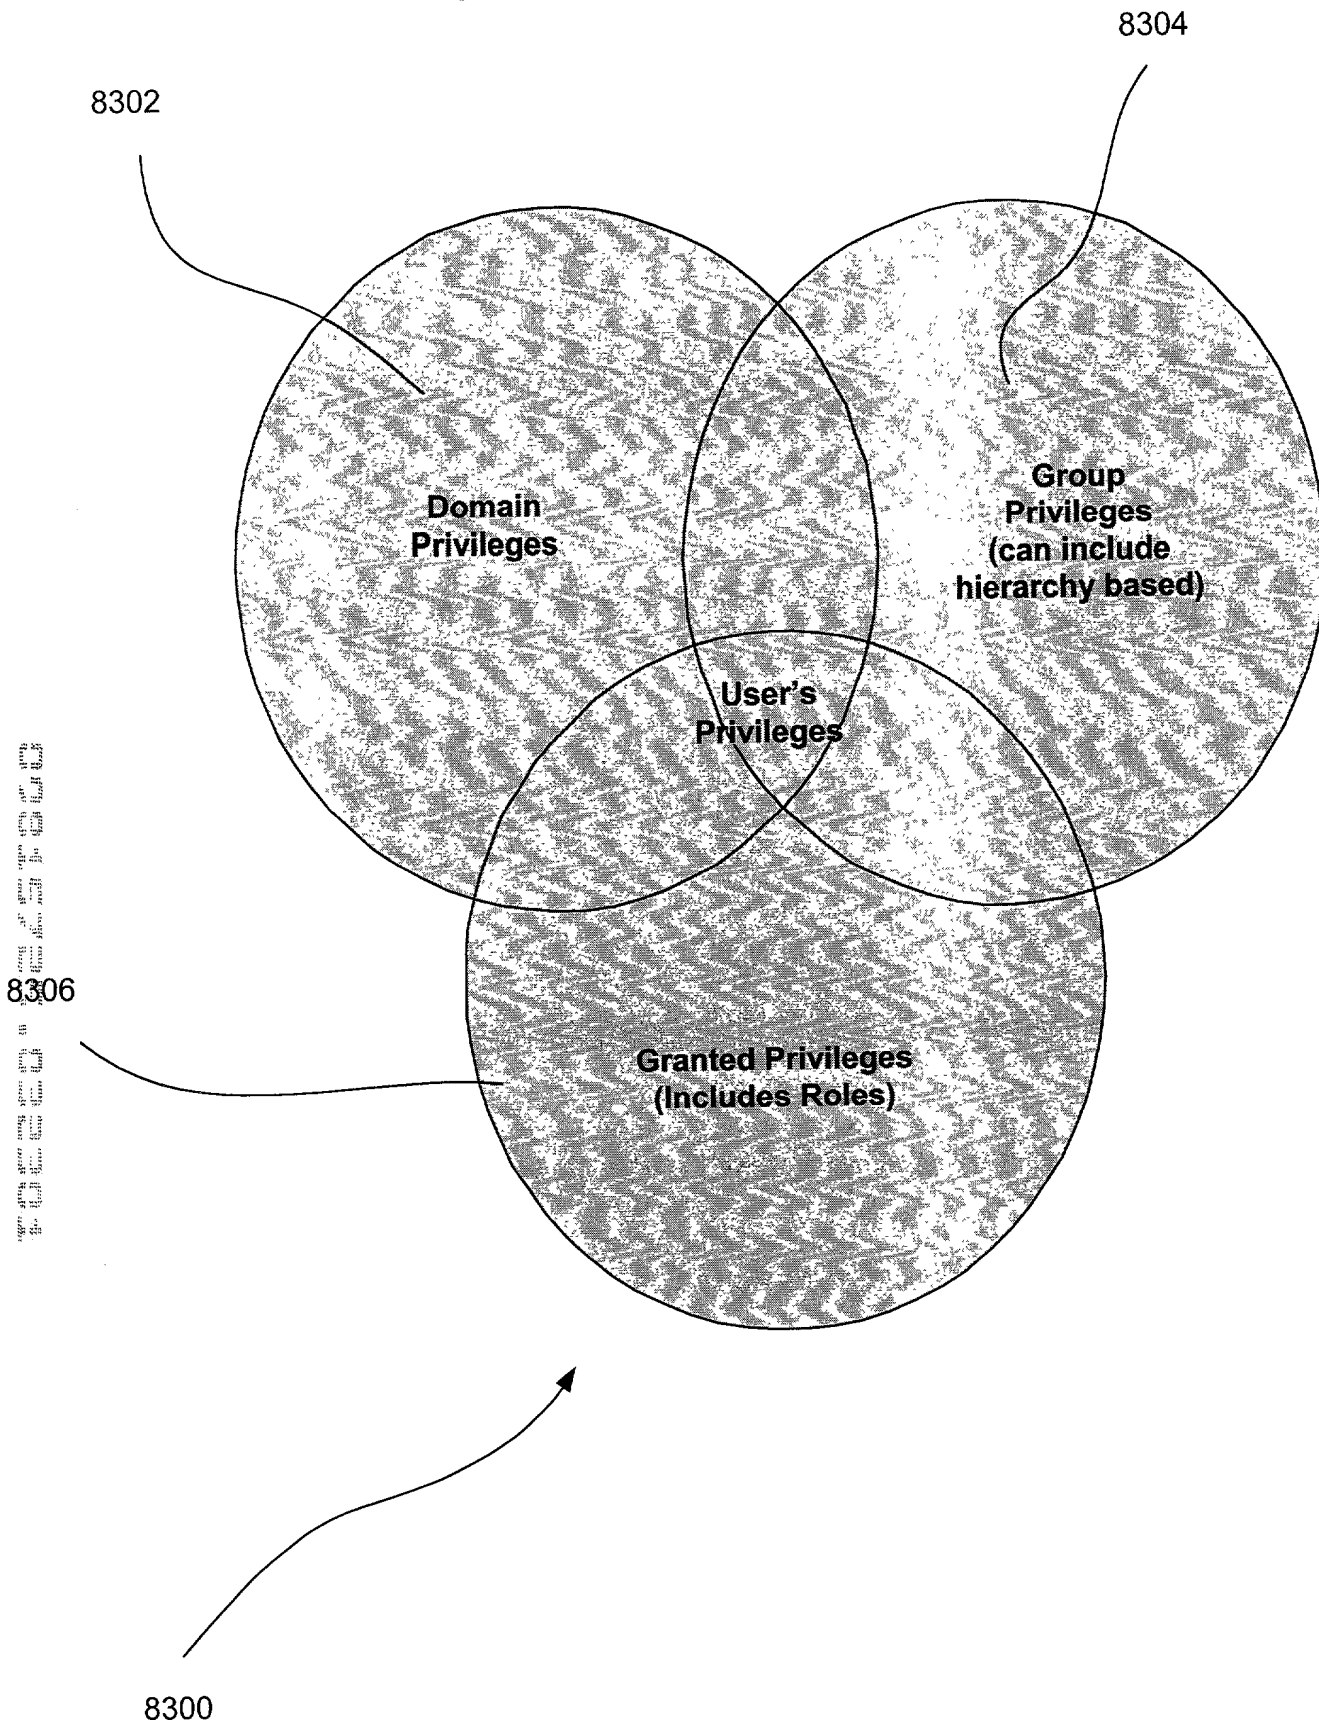 8304
8302
Group
Privileges
(can include
hierarchy based)
Domain
Privileges
User's
Privileges
8306
Granted Privileges
(Includes Roles)
8300